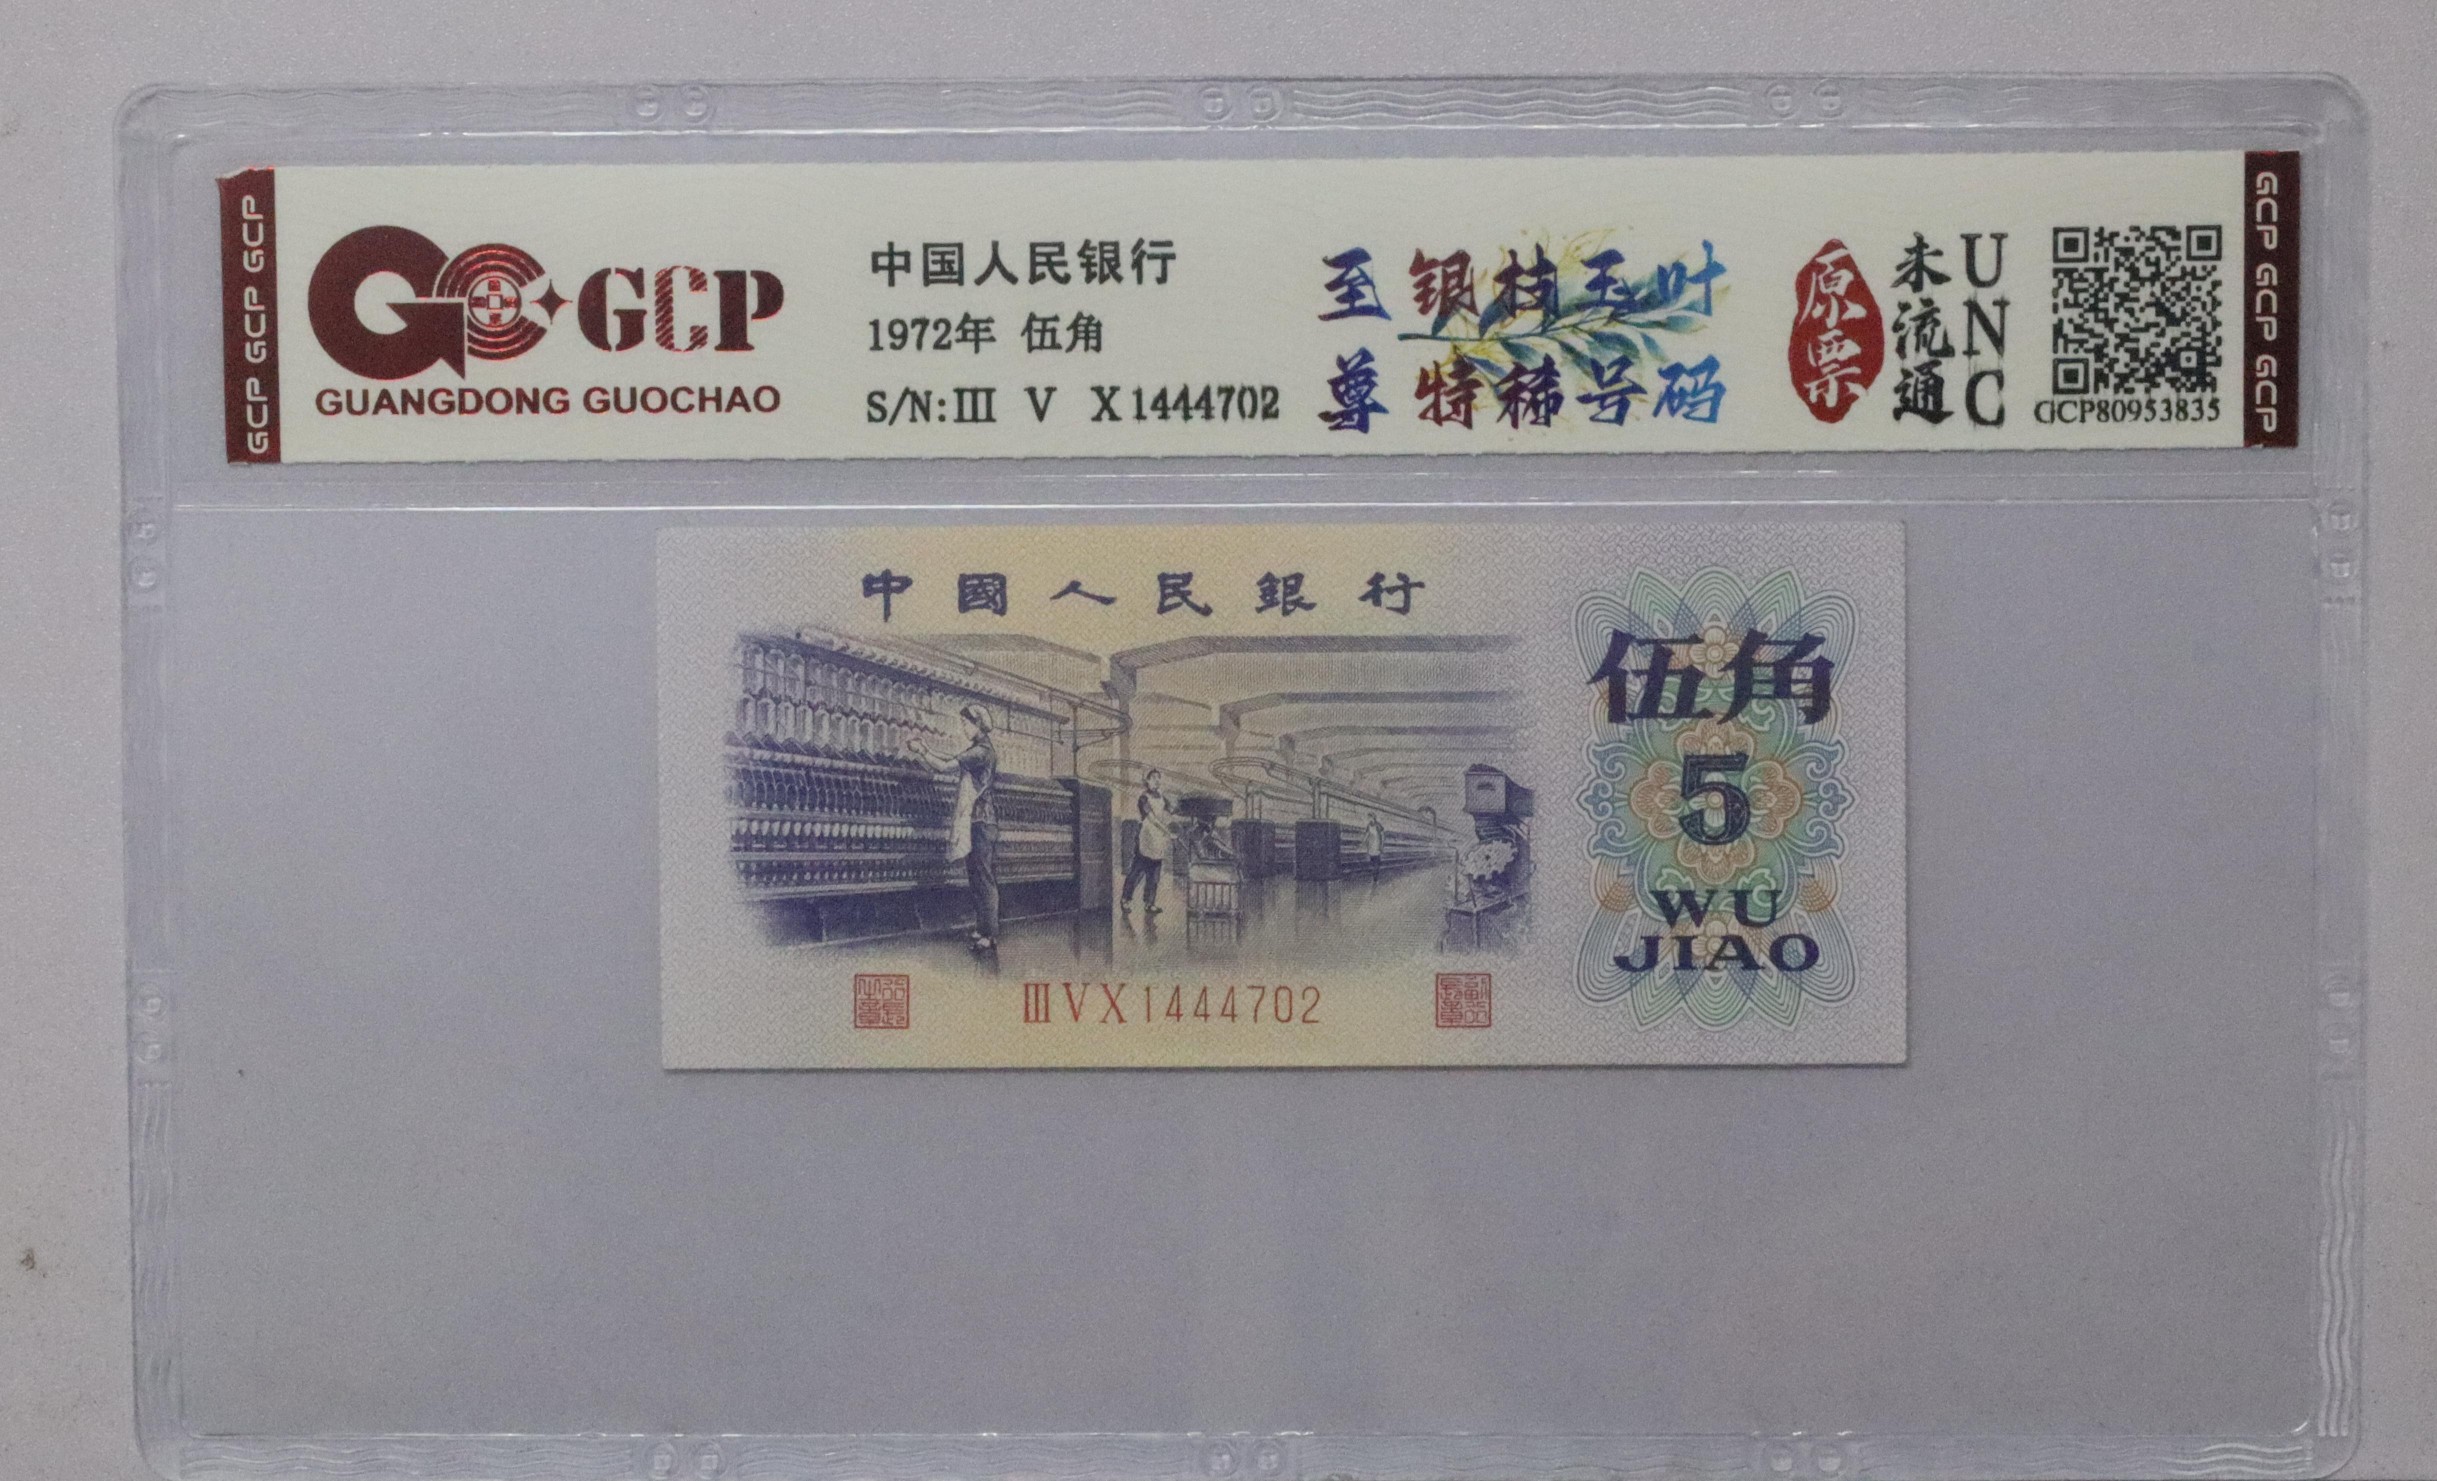 GCP GCP GCP
GCP
GUANGDONG GUOCHAO
中国人民银行
1972年 伍角
S/N:Ⅲ V X1444702
至尊
银枝玉叶
特稀号码
原票
未流通
UNC
GCP80953835
GCP GCP GCP
中國人民銀行
伍角
5
WU
JIAO
ⅢVX1444702